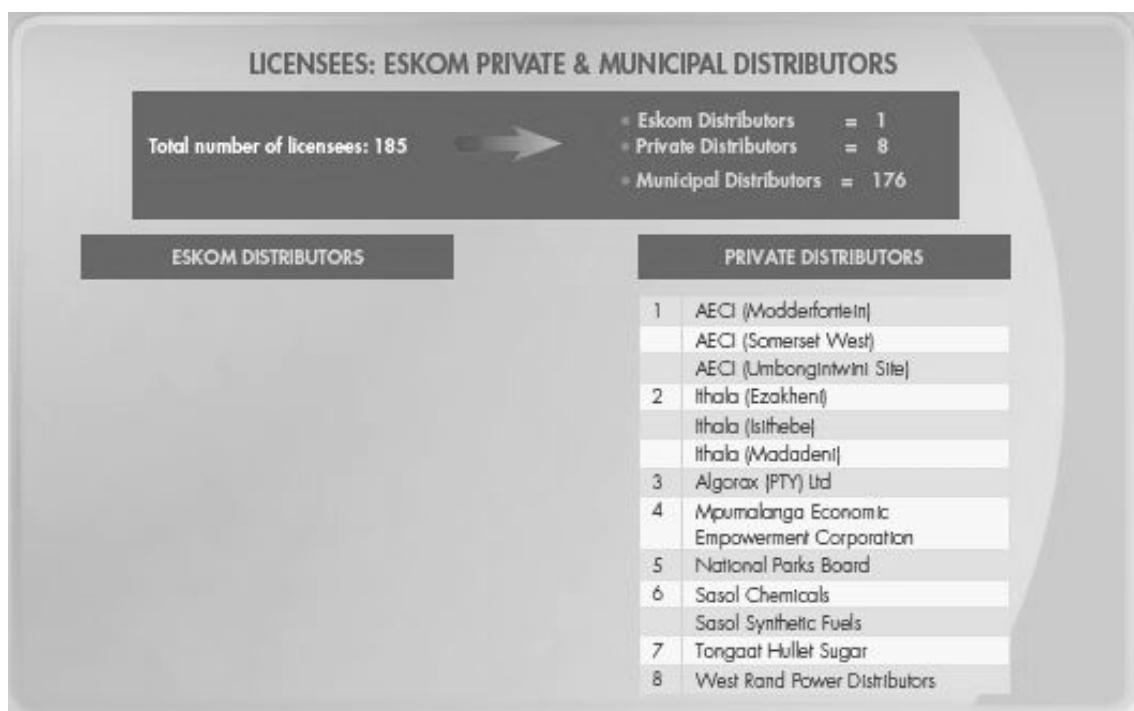 LICENSEES: ESKOM PRIVATE & MUNICIPAL DISTRIBUTORS
Total number of licensees: 185
• Eskom Distributors = 1
• Private Distributors = 8
• Municipal Distributors = 176
ESKOM DISTRIBUTORS
PRIVATE DISTRIBUTORS
1 AECI (Modderfontein)
AECI (Somerset West)
AECI (Umbongintwini Site)
2 Ithala (Ezakheni)
Ithala (Isithebe)
Ithala (Madadeni)
3 Algorax (PTY) Ltd
4 Mpumalanga Economic
Empowerment Corporation
5 National Parks Board
6 Sasol Chemicals
Sasol Synthetic Fuels
7 Tongaat Hullet Sugar
8 West Rand Power Distributors